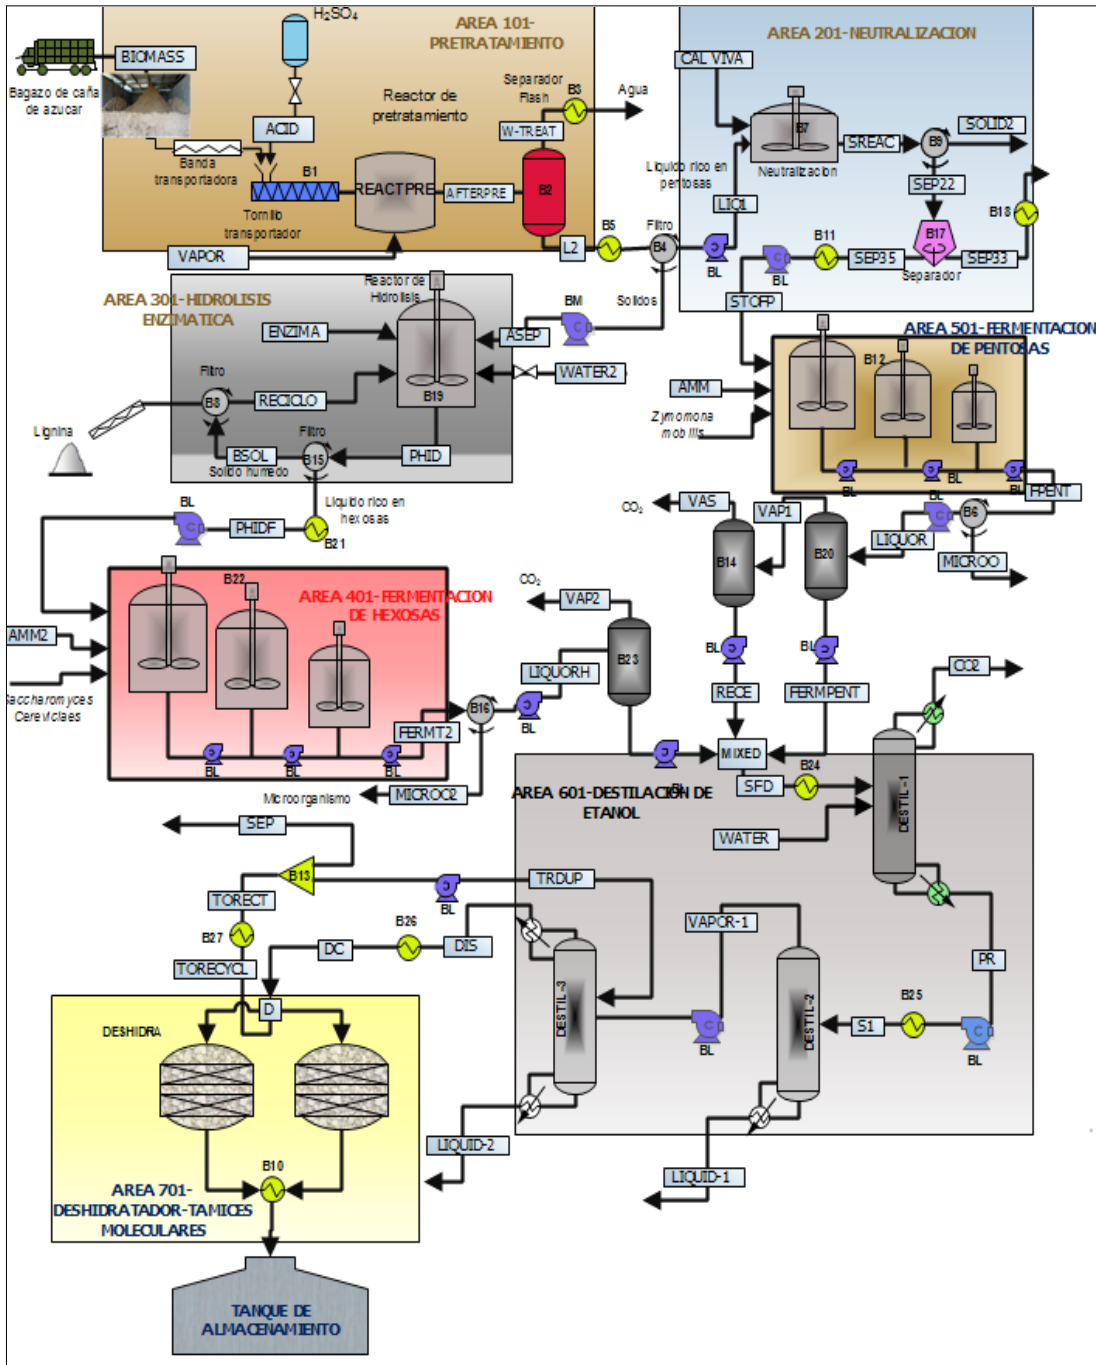 H₂SO₄
AREA 101-
PRETRATAMIENTO
BIOMASS
Bagazo de caña
de azucar
Separador
Flash
B3
Agua
Reactor de
pretratamiento
W-TREAT
ACID
Banda
transportadora
B1
REACTPRE
AFTERPRE
B2
Tornillo
transportador
VAPOR
L2
B5
Filtro
B4
BL
Solidos
AREA 201-NEUTRALIZACION
CAL VIVA
B7
SREAC
B9
SOLID2
Neutralizacion
Liquido rico en
pentosas
LIQ1
SEP22
B18
B17
B11
SEP35
SEP33
Separador
BL
STOFP
AREA 301-HIDROLISIS
ENZIMATICA
Reactor de
Hidrolisis
ENZIMA
ASEP
BM
WATER2
B19
Filtro
B8
RECICLO
Lignina
BSOL
Solido humedo
Filtro
B15
PHID
Liquido rico en
hexosas
BL
PHIDF
B21
AREA 501-FERMENTACION
DE PENTOSAS
B12
AMM
Zymomona
mobilis
BL
BL
BL
FPENT
B6
BL
LIQUOR
MICROO
CO₂
VAS
VAP1
B14
B20
BL
BL
RECE
FERMPENT
AREA 401-FERMENTACION
DE HEXOSAS
B22
AMM2
Saccharomyces
Cereviciaes
BL
BL
BL
FERMT2
B16
LIQUORH
BL
CO₂
VAP2
B23
BL
Microorganismo
MICROO2
MIXED
SFD
B24
CO2
AREA 601-DESTILACION DE
ETANOL
WATER
DESTIL-1
SEP
B13
TRDUP
BL
TORECT
B27
TORECYCL
DC
B26
DIS
VAPOR-1
PR
DESTIL-3
BL
DESTIL-2
S1
B25
BL
LIQUID-2
LIQUID-1
D
DESHIDRA
B10
AREA 701-
DESHIDRATADOR-TAMICES
MOLECULARES
TANQUE DE
ALMACENAMIENTO